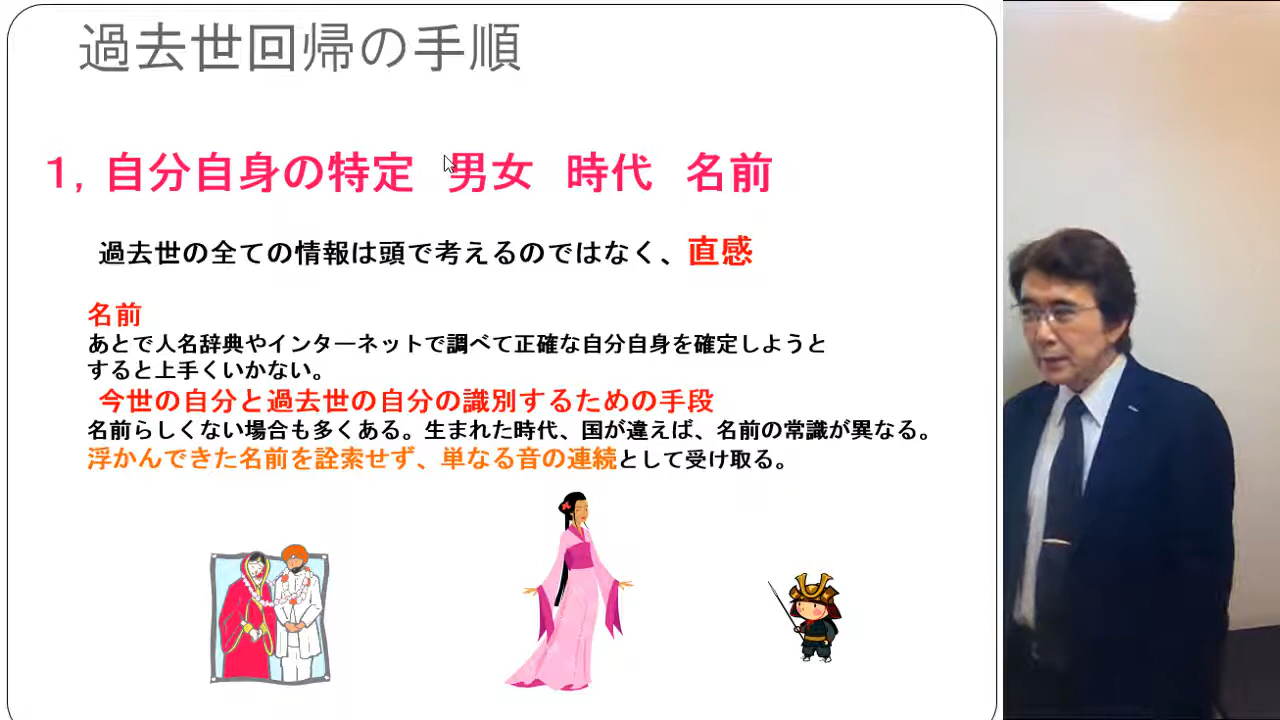 過去世回帰の手順
1, 自分自身の特定 男女 時代 名前
過去世の全ての情報は頭で考えるのではなく、直感
名前
あとで人名辞典やインターネットで調べて正確な自分自身を確定しようと
すると上手くいかない。
今世の自分と過去世の自分の識別するための手段
名前らしくない場合も多くある。生まれた時代、国が違えば、名前の常識が異なる。
浮かんできた名前を詮索せず、単なる音の連続として受け取る。